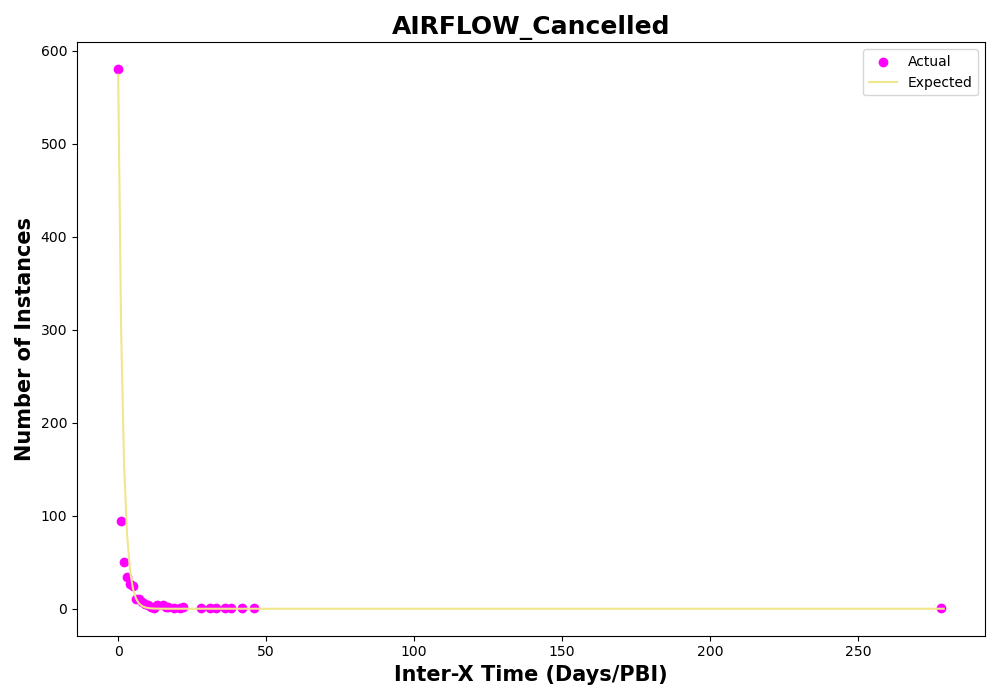 AIRFLOW_Cancelled
Actual
Expected
600
500
400
300
200
100
0
Number of Instances
0 50 100 150 200 250
Inter-X Time (Days/PBI)